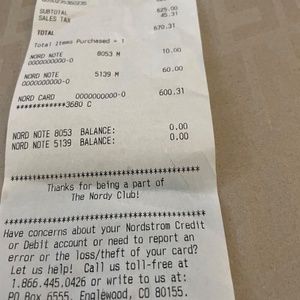 SUBTOTAL 625.00
SALES TAX 45.31
TOTAL 670.31
Total Items Purchased = 1
NORD NOTE 8053 M 10.00
0000000000-0
NORD NOTE 5139 M 60.00
0000000000-0
NORD CARD 0000000000-0 600.31
************3680 C
NORD NOTE 8053 BALANCE: 0.00
NORD NOTE 5139 BALANCE: 0.00
Thanks for being a part of
The Nordy Club!
Have concerns about your Nordstrom Credit
or Debit account or need to report an
error or the loss/theft of your card?
Let us help! Call us toll-free at
1.866.445.0426 or write to us at:
PO Box 6555, Englewood, CO 80155.